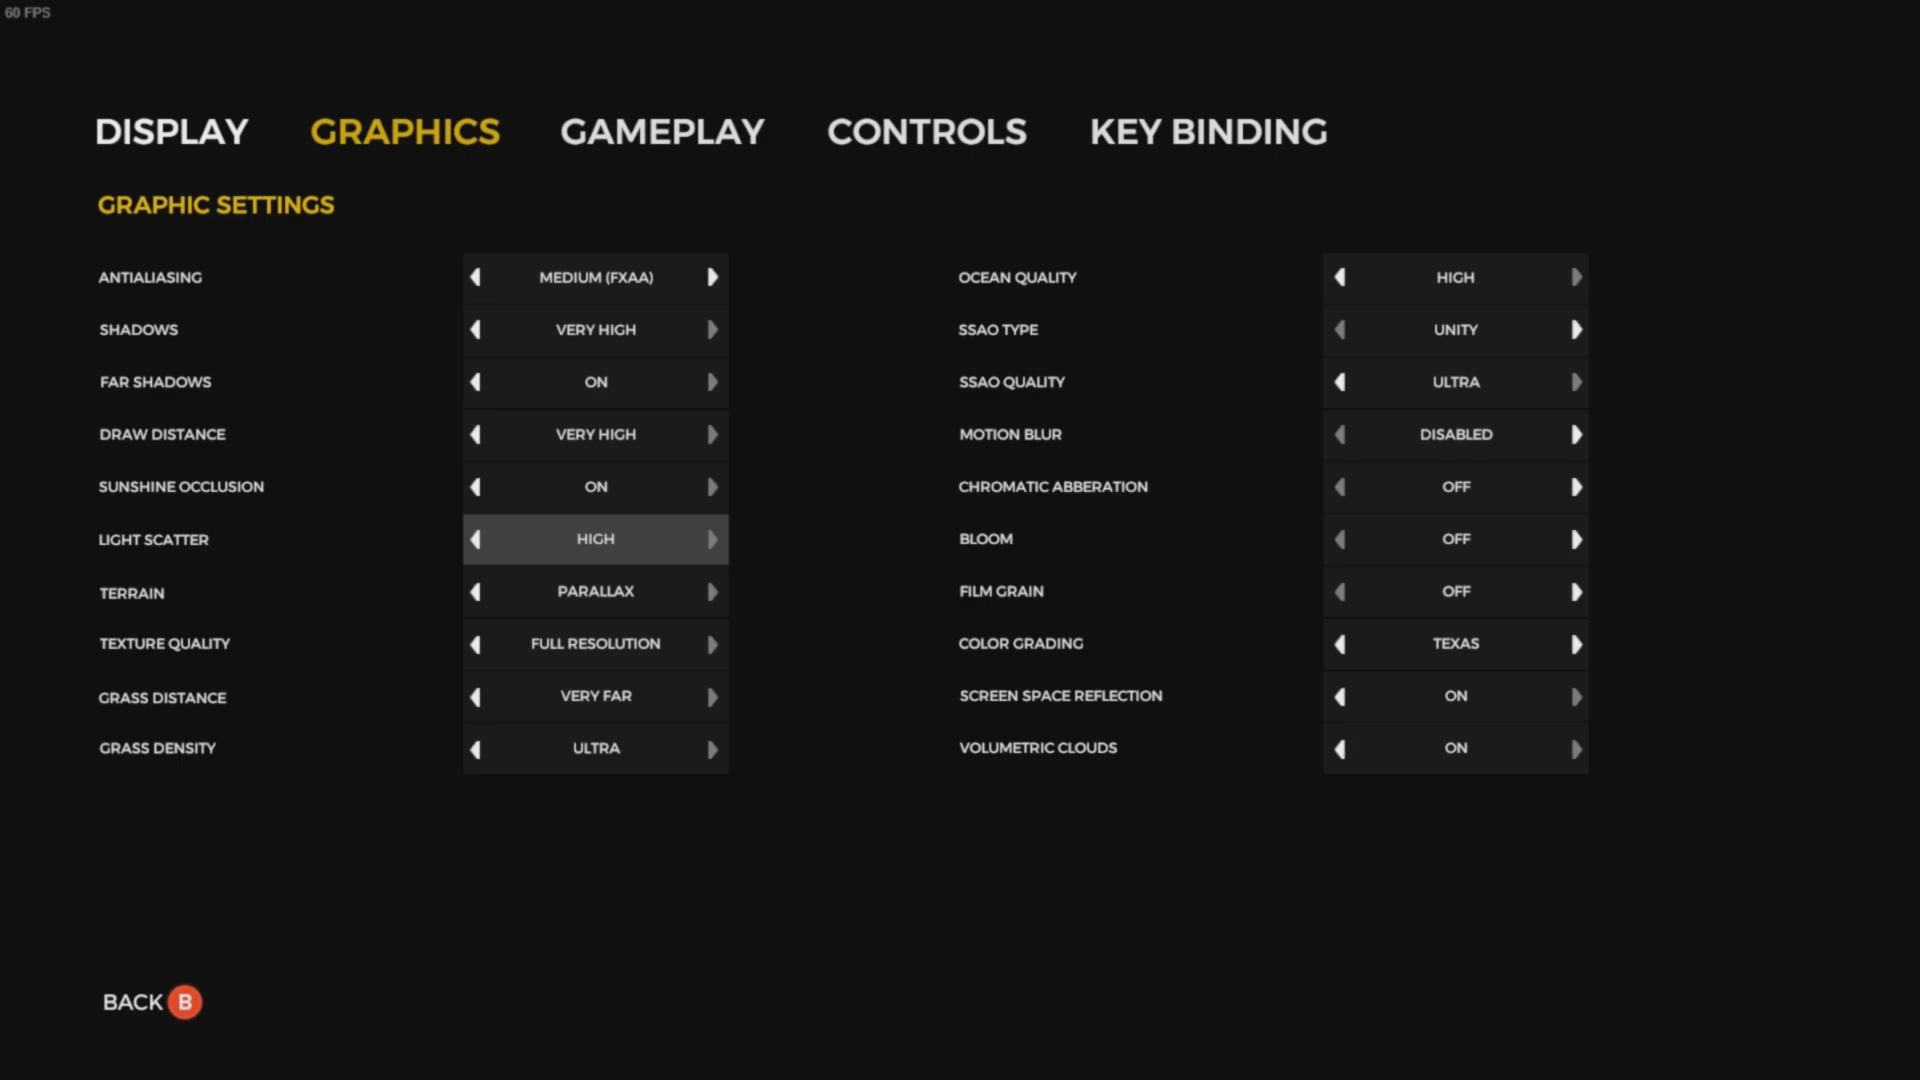 60 FPS
DISPLAY GRAPHICS GAMEPLAY CONTROLS KEY BINDING
GRAPHIC SETTINGS
ANTIALIASING MEDIUM (FXAA) OCEAN QUALITY HIGH
SHADOWS VERY HIGH SSAO TYPE UNITY
FAR SHADOWS ON SSAO QUALITY ULTRA
DRAW DISTANCE VERY HIGH MOTION BLUR DISABLED
SUNSHINE OCCLUSION ON CHROMATIC ABBERATION OFF
LIGHT SCATTER HIGH BLOOM OFF
TERRAIN PARALLAX FILM GRAIN OFF
TEXTURE QUALITY FULL RESOLUTION COLOR GRADING TEXAS
GRASS DISTANCE VERY FAR SCREEN SPACE REFLECTION ON
GRASS DENSITY ULTRA VOLUMETRIC CLOUDS ON
BACK B